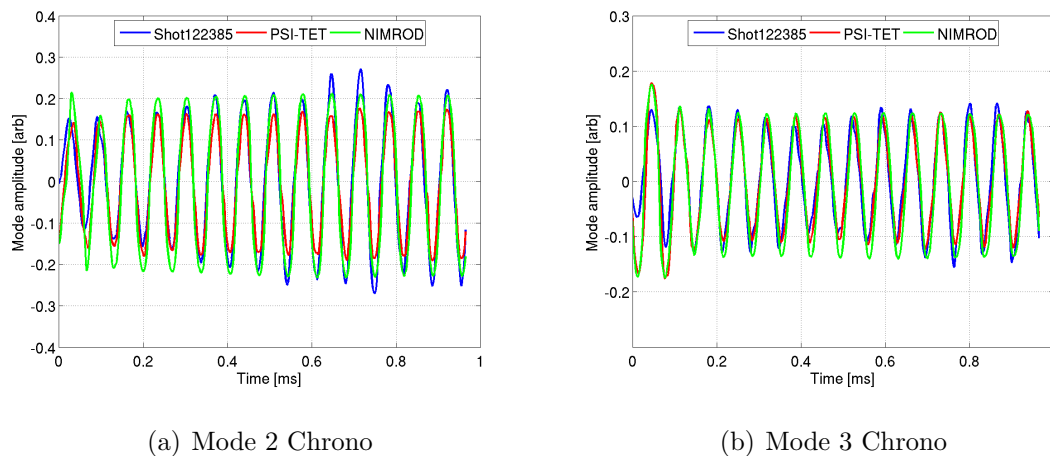 Shot122385 PSI-TET NIMROD
Mode amplitude [arb]
0.4
0.3
0.2
0.1
0
-0.1
-0.2
-0.3
-0.4
0 0.2 0.4 0.6 0.8 1
Time [ms]
(a) Mode 2 Chrono
Shot122385 PSI-TET NIMROD
Mode amplitude [arb]
0.3
0.2
0.1
0
-0.1
-0.2
0 0.2 0.4 0.6 0.8
Time [ms]
(b) Mode 3 Chrono